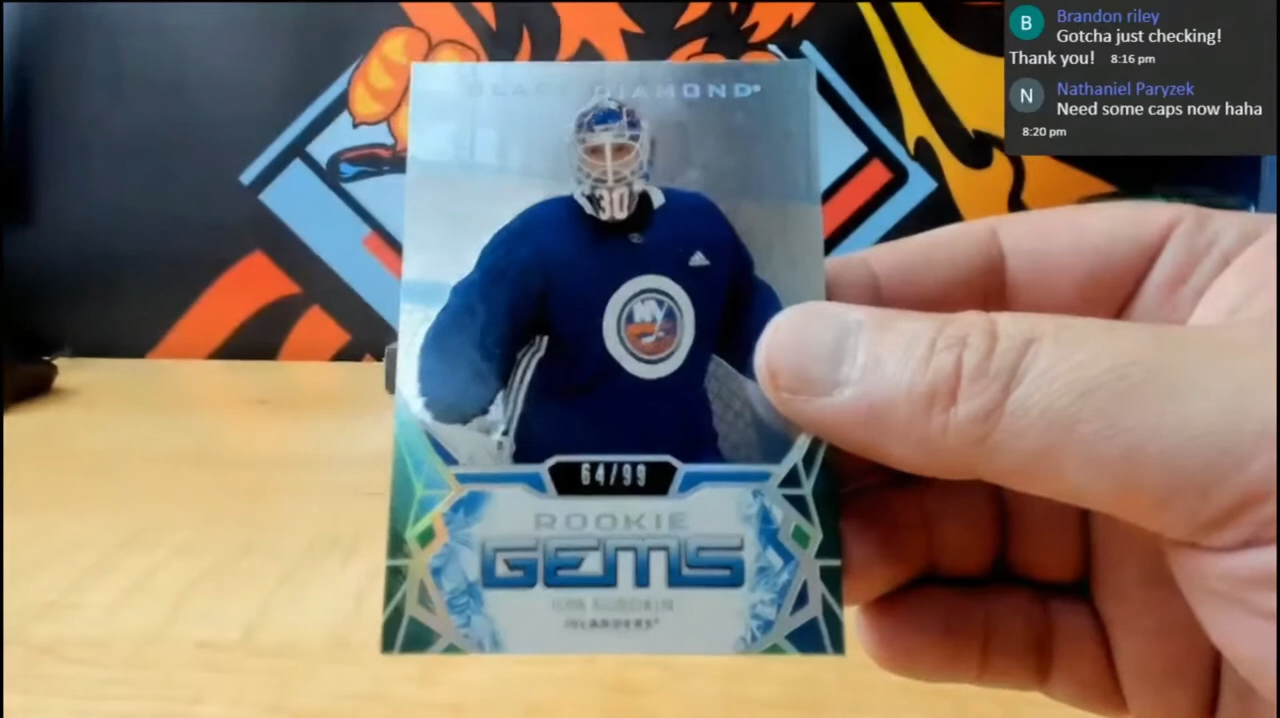 BLACK DIAMOND
30
NY
64/99
ROOKIE
GEMS
ISLANDERS
B
Brandon riley
Gotcha just checking!
Thank you! 8:16 pm
N
Nathaniel Paryzek
Need some caps now haha
8:20 pm